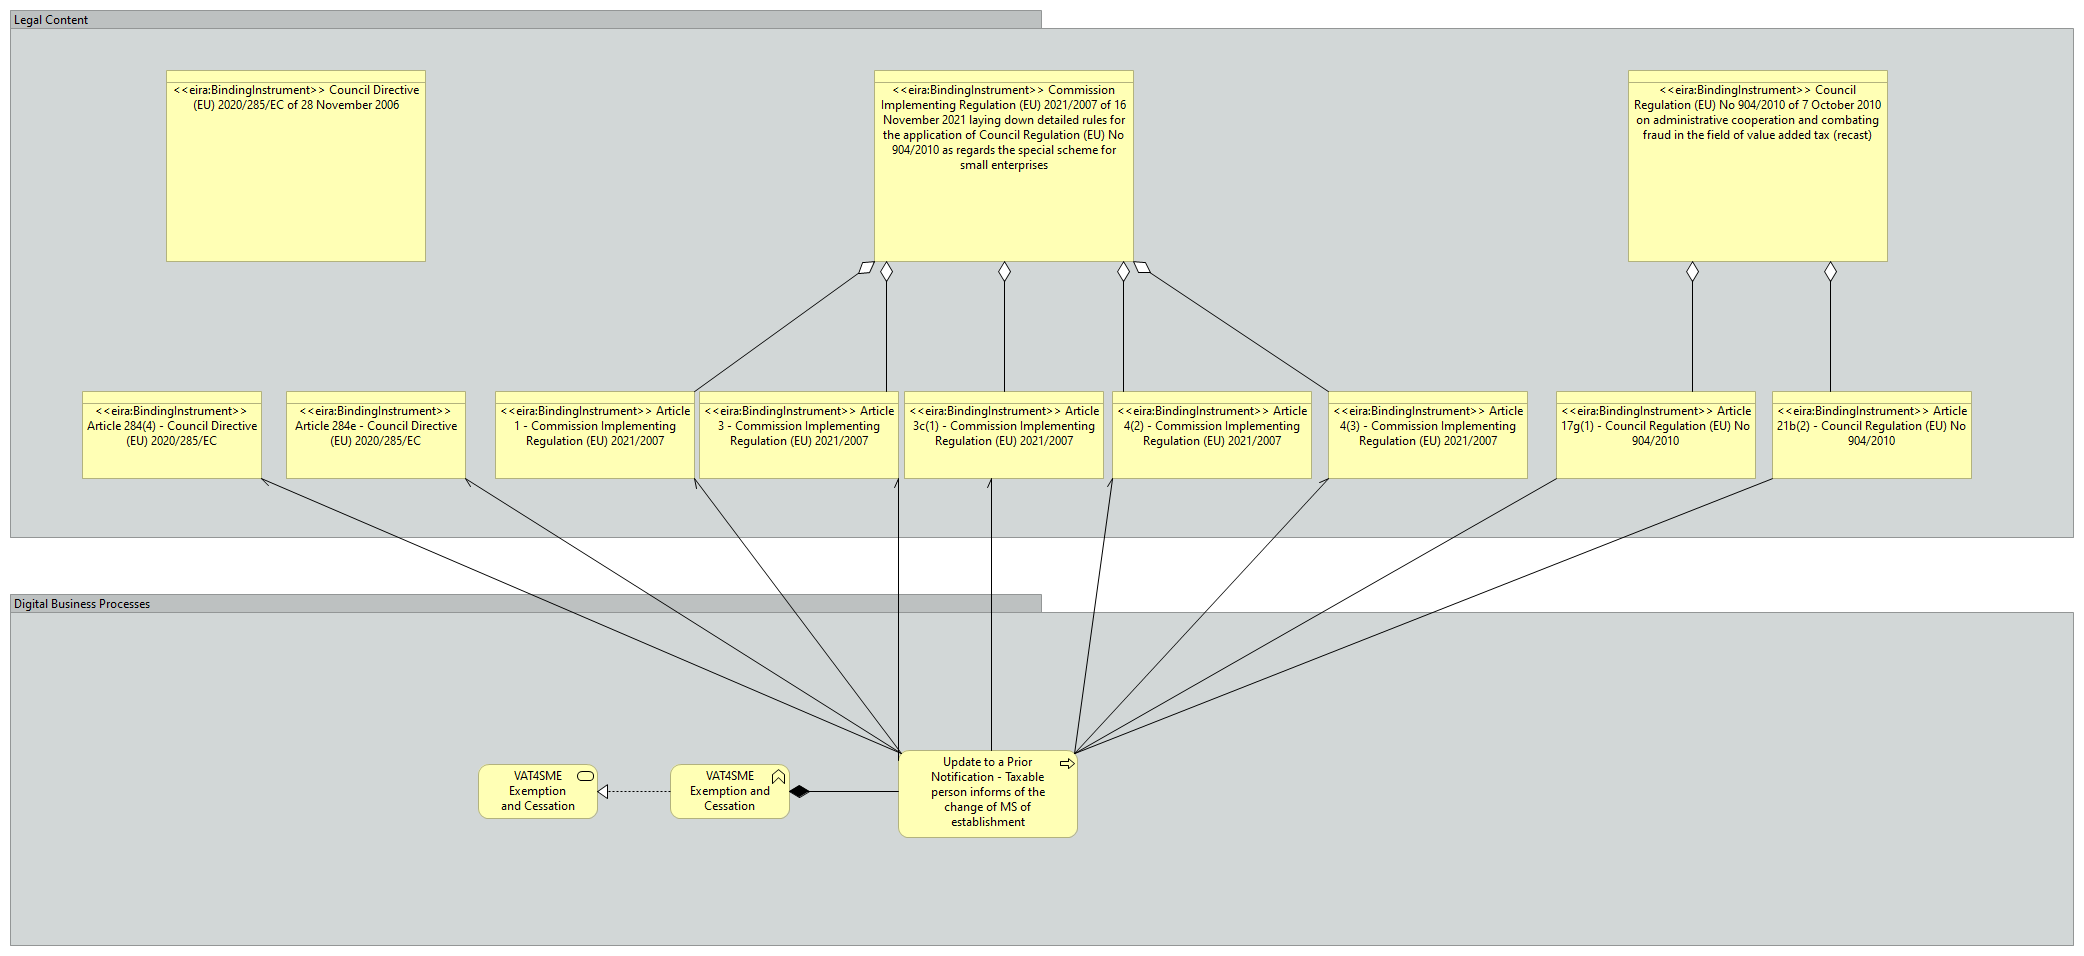 Legal Content
<<eira:BindingInstrument>> Council Directive
(EU) 2020/285/EC of 28 November 2006
<<eira:BindingInstrument>> Commission
Implementing Regulation (EU) 2021/2007 of 16
November 2021 laying down detailed rules for
the application of Council Regulation (EU) No
904/2010 as regards the special scheme for
small enterprises
<<eira:BindingInstrument>> Council
Regulation (EU) No 904/2010 of 7 October 2010
on administrative cooperation and combating
fraud in the field of value added tax (recast)
<<eira:BindingInstrument>>
Article 284(4) - Council Directive
(EU) 2020/285/EC
<<eira:BindingInstrument>>
Article 284e - Council Directive
(EU) 2020/285/EC
<<eira:BindingInstrument>> Article
1 - Commission Implementing
Regulation (EU) 2021/2007
<<eira:BindingInstrument>> Article
3 - Commission Implementing
Regulation (EU) 2021/2007
<<eira:BindingInstrument>> Article
3c(1) - Commission Implementing
Regulation (EU) 2021/2007
<<eira:BindingInstrument>> Article
4(2) - Commission Implementing
Regulation (EU) 2021/2007
<<eira:BindingInstrument>> Article
4(3) - Commission Implementing
Regulation (EU) 2021/2007
<<eira:BindingInstrument>> Article
17g(1) - Council Regulation (EU) No
904/2010
<<eira:BindingInstrument>> Article
21b(2) - Council Regulation (EU) No
904/2010
Digital Business Processes
VAT4SME
Exemption
and Cessation
VAT4SME
Exemption and
Cessation
Update to a Prior
Notification - Taxable
person informs of the
change of MS of
establishment